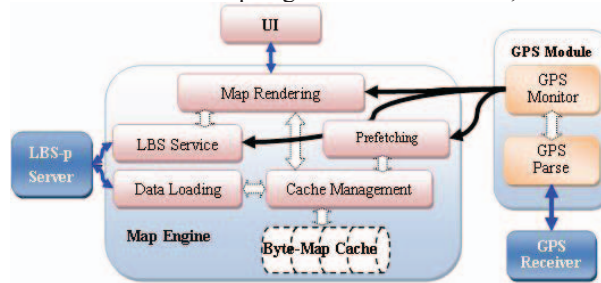 UI
GPS Module
Map Rendering
GPS
Monitor
LBS Service
Prefetching
LBS-p
Server
GPS
Parse
Data Loading
Cache Management
Map Engine
Byte-Map Cache
GPS
Receiver